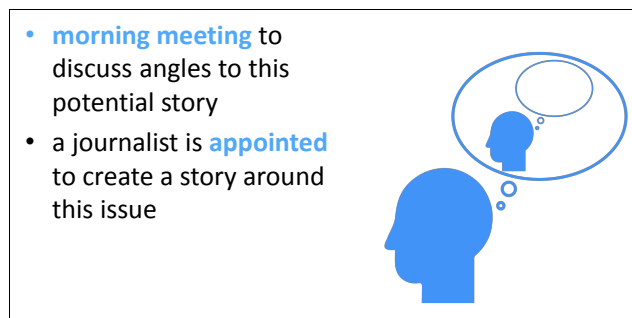 • morning meeting to
discuss angles to this
potential story
• a journalist is appointed
to create a story around
this issue